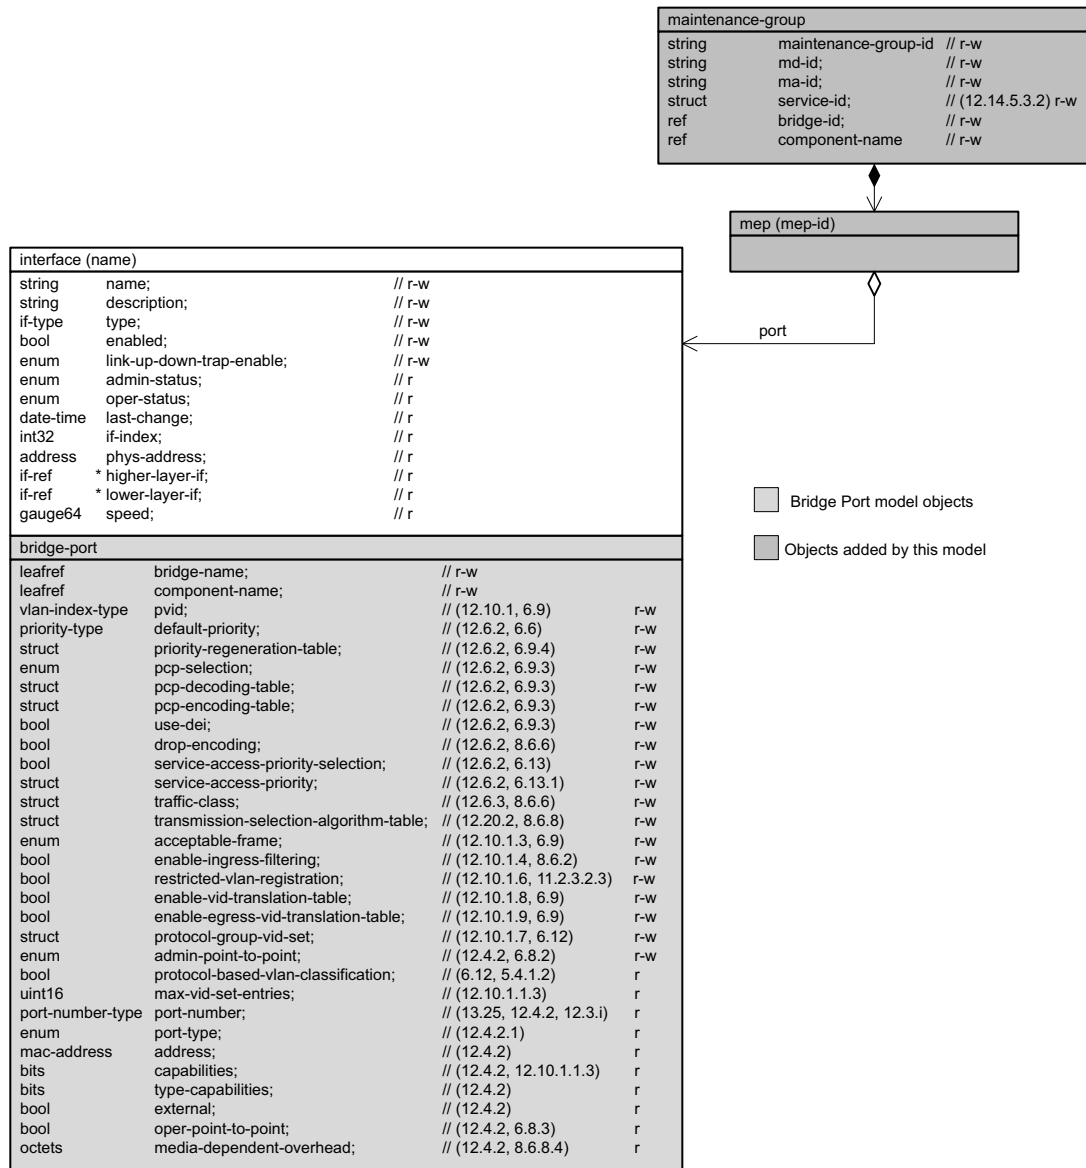 maintenance-group
string maintenance-group-id // r-w
string md-id; // r-w
string ma-id; // r-w
struct service-id; // (12.14.5.3.2) r-w
ref bridge-id; // r-w
ref component-name // r-w
mep (mep-id)
port
interface (name)
string name; // r-w
string description; // r-w
if-type type; // r-w
bool enabled; // r-w
enum link-up-down-trap-enable; // r-w
enum admin-status; // r
enum oper-status; // r
date-time last-change; // r
int32 if-index; // r
address phys-address; // r
if-ref * higher-layer-if; // r
if-ref * lower-layer-if; // r
gauge64 speed; // r
Bridge Port model objects
Objects added by this model
bridge-port
leafref bridge-name; // r-w
leafref component-name; // r-w
vlan-index-type pvid; // (12.10.1, 6.9) r-w
priority-type default-priority; // (12.6.2, 6.6) r-w
struct priority-regeneration-table; // (12.6.2, 6.9.4) r-w
enum pcp-selection; // (12.6.2, 6.9.3) r-w
struct pcp-decoding-table; // (12.6.2, 6.9.3) r-w
struct pcp-encoding-table; // (12.6.2, 6.9.3) r-w
bool use-dei; // (12.6.2, 6.9.3) r-w
bool drop-encoding; // (12.6.2, 8.6.6) r-w
bool service-access-priority-selection; // (12.6.2, 6.13) r-w
struct service-access-priority; // (12.6.2, 6.13.1) r-w
struct traffic-class; // (12.6.3, 8.6.6) r-w
struct transmission-selection-algorithm-table; // (12.20.2, 8.6.8) r-w
enum acceptable-frame; // (12.10.1.3, 6.9) r-w
bool enable-ingress-filtering; // (12.10.1.4, 8.6.2) r-w
bool restricted-vlan-registration; // (12.10.1.6, 11.2.3.2.3) r-w
bool enable-vid-translation-table; // (12.10.1.8, 6.9) r-w
bool enable-egress-vid-translation-table; // (12.10.1.9, 6.9) r-w
struct protocol-group-vid-set; // (12.10.1.7, 6.12) r-w
enum admin-point-to-point; // (12.4.2, 6.8.2) r-w
bool protocol-based-vlan-classification; // (6.12, 5.4.1.2) r
uint16 max-vid-set-entries; // (12.10.1.1.3) r
port-number-type port-number; // (13.25, 12.4.2, 12.3.i) r
enum port-type; // (12.4.2.1) r
mac-address address; // (12.4.2) r
bits capabilities; // (12.4.2, 12.10.1.1.3) r
bits type-capabilities; // (12.4.2) r
bool external; // (12.4.2) r
bool oper-point-to-point; // (12.4.2, 6.8.3) r
octets media-dependent-overhead; // (12.4.2, 8.6.8.4) r